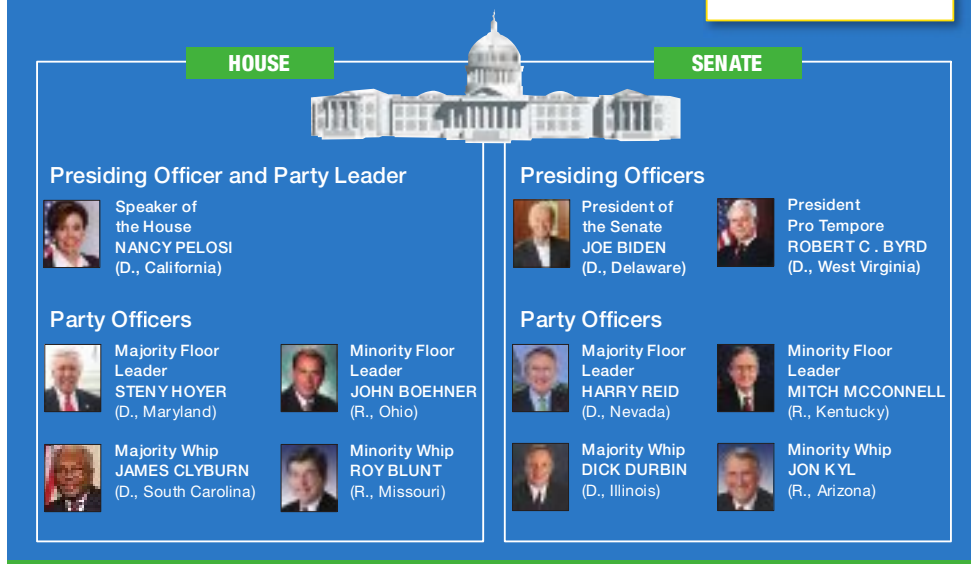 HOUSE
SENATE
Presiding Officer and Party Leader
Speaker of
the House
NANCY PELOSI
(D., California)
Party Officers
Majority Floor
Leader
STENY HOYER
(D., Maryland)
Minority Floor
Leader
JOHN BOEHNER
(R., Ohio)
Majority Whip
JAMES CLYBURN
(D., South Carolina)
Minority Whip
ROY BLUNT
(R., Missouri)
Presiding Officers
President of
the Senate
JOE BIDEN
(D., Delaware)
President
Pro Tempore
ROBERT C . BYRD
(D., West Virginia)
Party Officers
Majority Floor
Leader
HARRY REID
(D., Nevada)
Minority Floor
Leader
MITCH MCCONNELL
(R., Kentucky)
Majority Whip
DICK DURBIN
(D., Illinois)
Minority Whip
JON KYL
(R., Arizona)